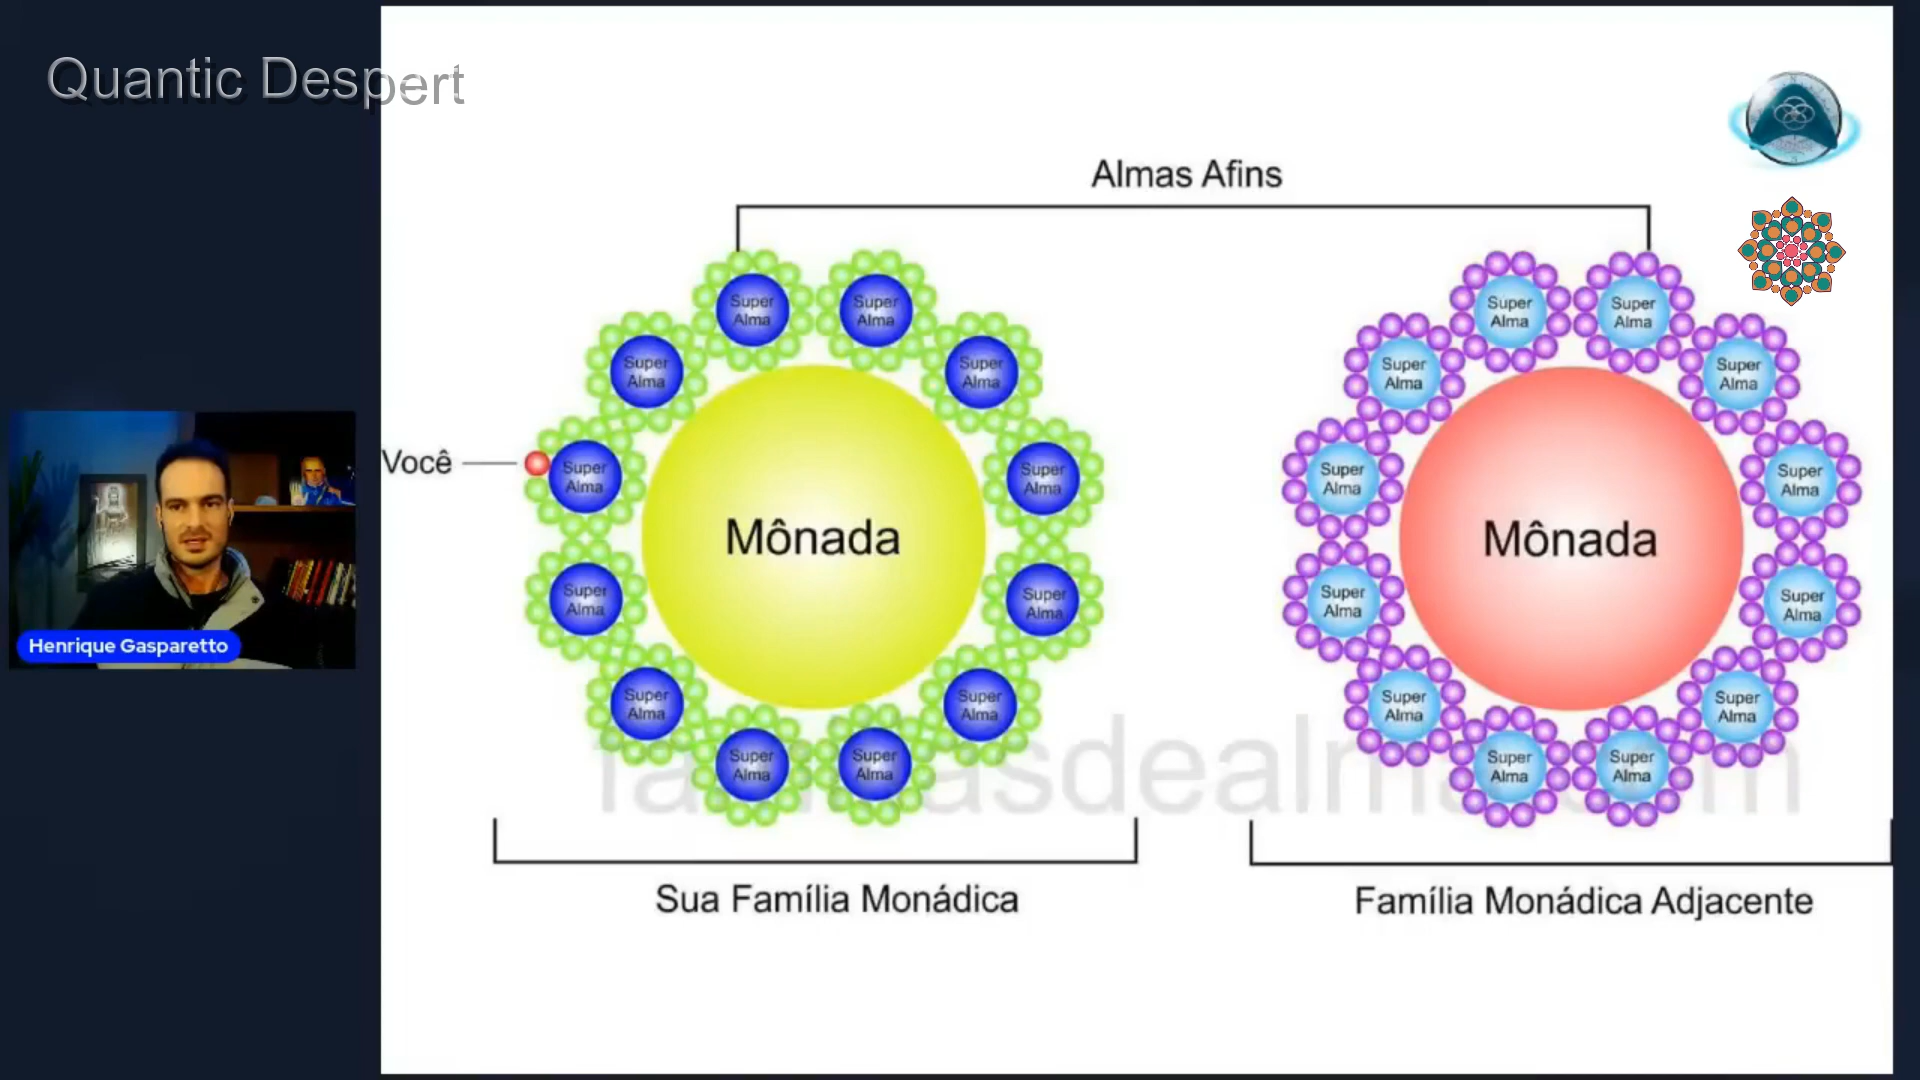 Quantic Despert
Almas Afins
Super Alma
Super Alma
Super Alma
Super Alma
Super Alma
Super Alma
Super Alma
Super Alma
Super Alma
Super Alma
Super Alma
Super Alma
Você
Mônada
Super Alma
Super Alma
Super Alma
Super Alma
Super Alma
Super Alma
Super Alma
Super Alma
Super Alma
Super Alma
Super Alma
Super Alma
Mônada
Henrique Gasparetto
Sua Família Monádica
Família Monádica Adjacente